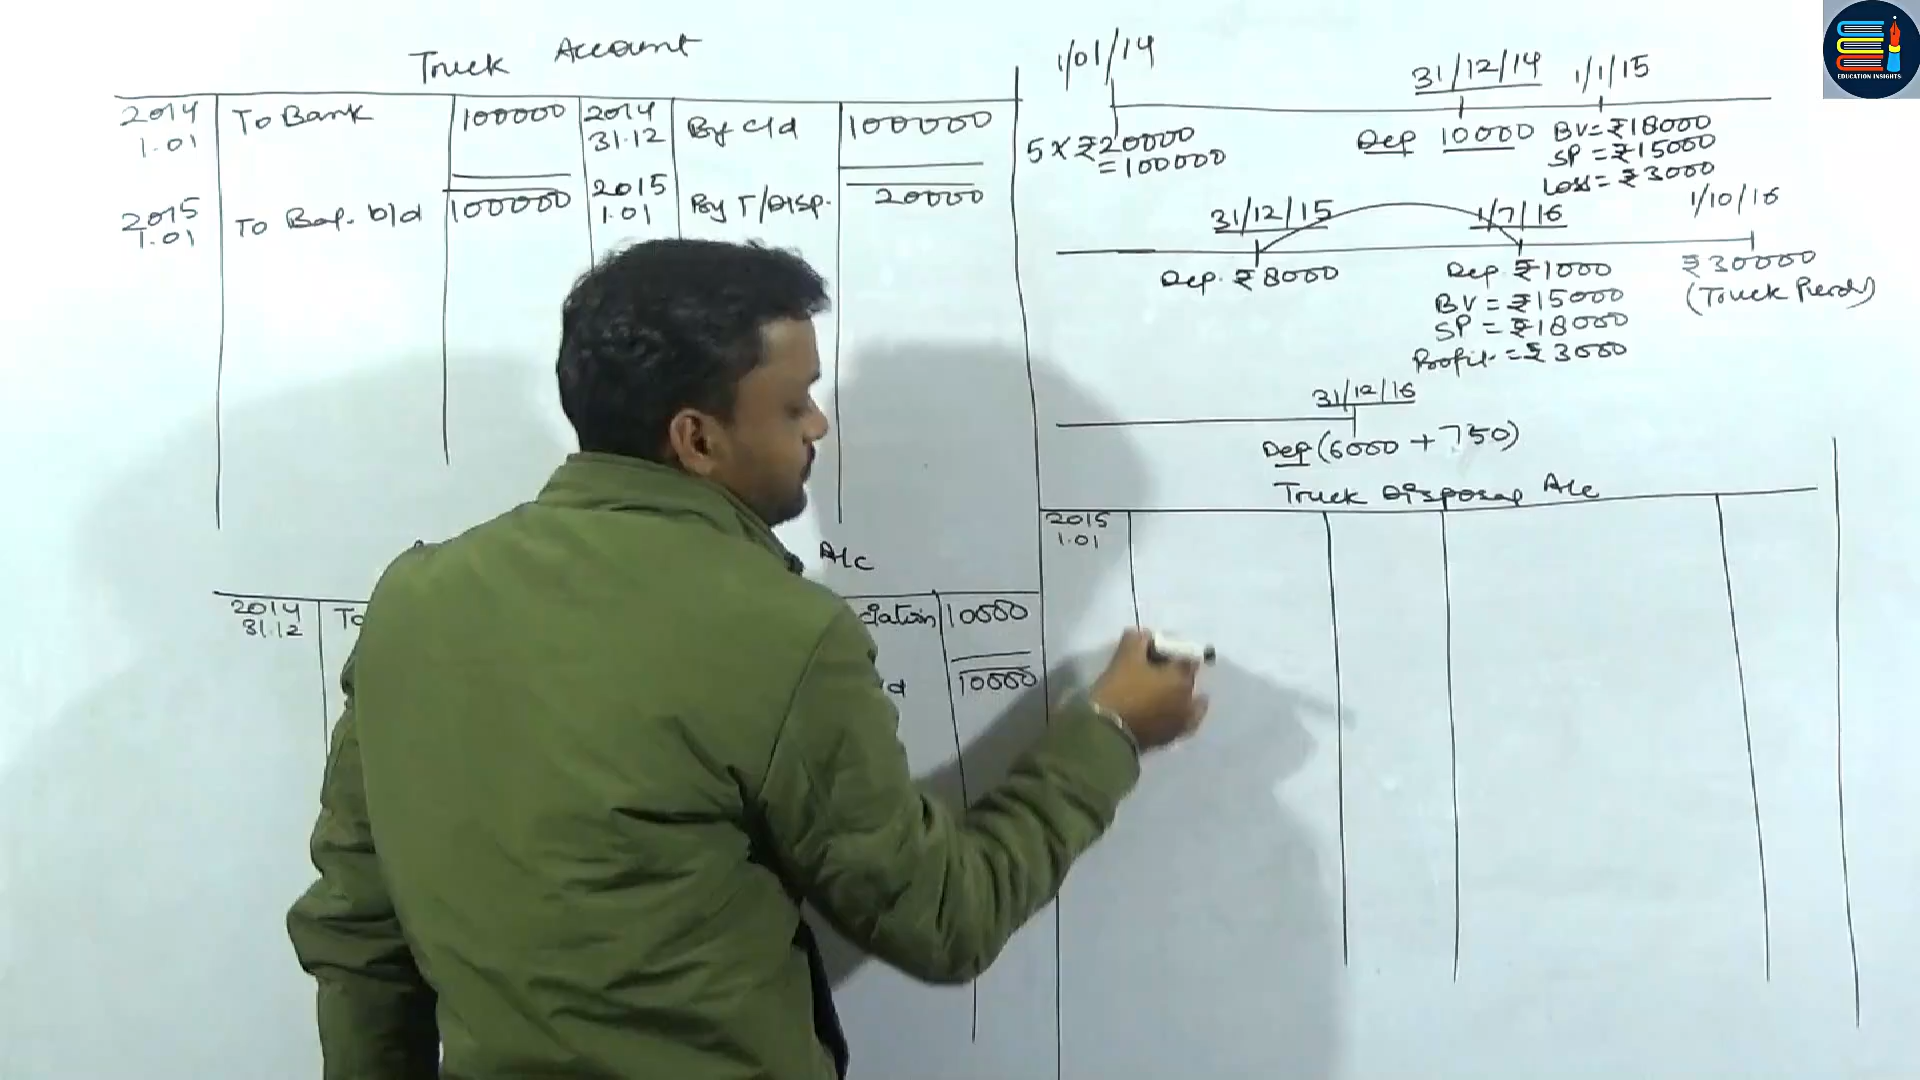 Truck Account
2014 To Bank 100000 2014 By c/d 100000
1.01 31.12
2015 To Bal. b/d 100000 2015 By T/Disp. 20000
1.01 1.01
A/c
2014 To ciation 10000
31.12
d 10000
1/01/14 31/12/14 1/1/15
5 x ₹20000 Dep 10000 BV = ₹18000
= 100000 SP = ₹15000
Loss = ₹3000
31/12/15 1/7/16 1/10/16
Dep. ₹8000 Dep. ₹1000 ₹30000
BV = ₹15000 (Truck
SP = ₹18000
Profit = ₹3000
31/12/16
Dep (6000 + 750)
Truck Disposal A/c
2015
1.01
EDUCATION INSIGHTS